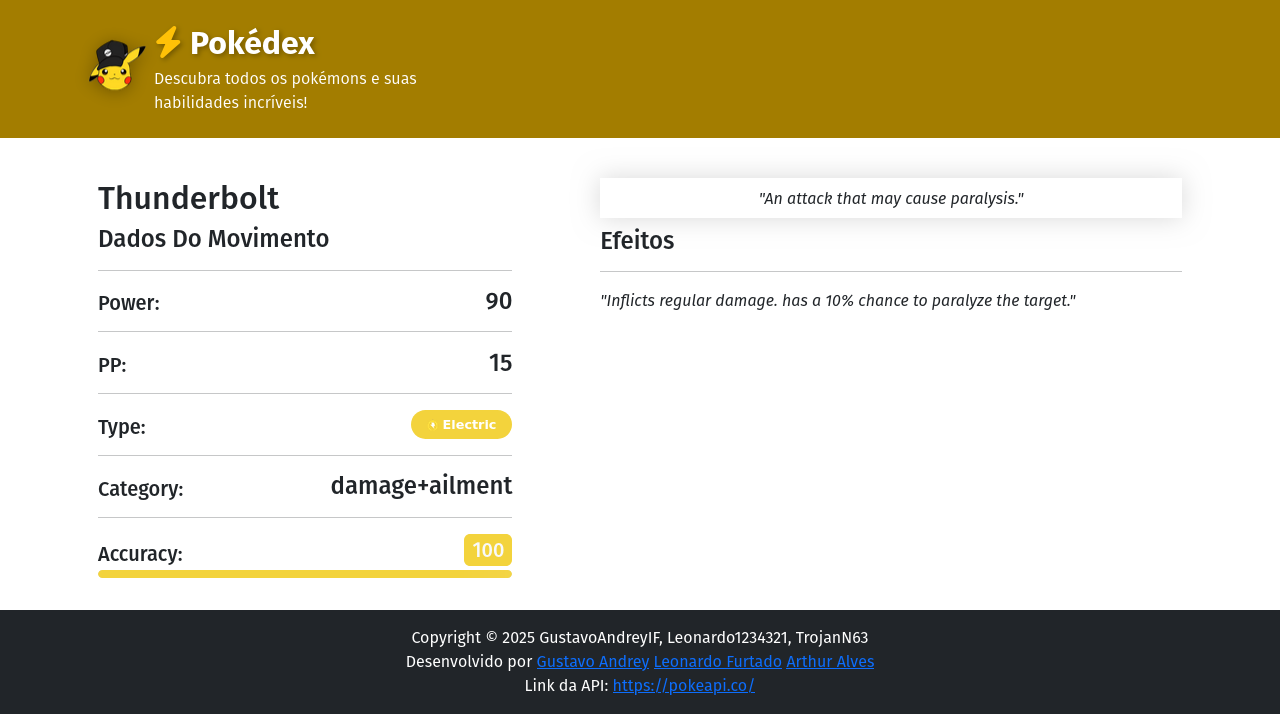 Pokédex
Descubra todos os pokémons e suas
habilidades incríveis!
Thunderbolt
Dados Do Movimento
Power: 90
PP: 15
Type: Electric
Category: damage+ailment
Accuracy: 100
"An attack that may cause paralysis."
Efeitos
"Inflicts regular damage. has a 10% chance to paralyze the target."
Copyright © 2025 GustavoAndreyIF, Leonardo1234321, TrojanN63
Desenvolvido por Gustavo Andrey Leonardo Furtado Arthur Alves
Link da API: https://pokeapi.co/